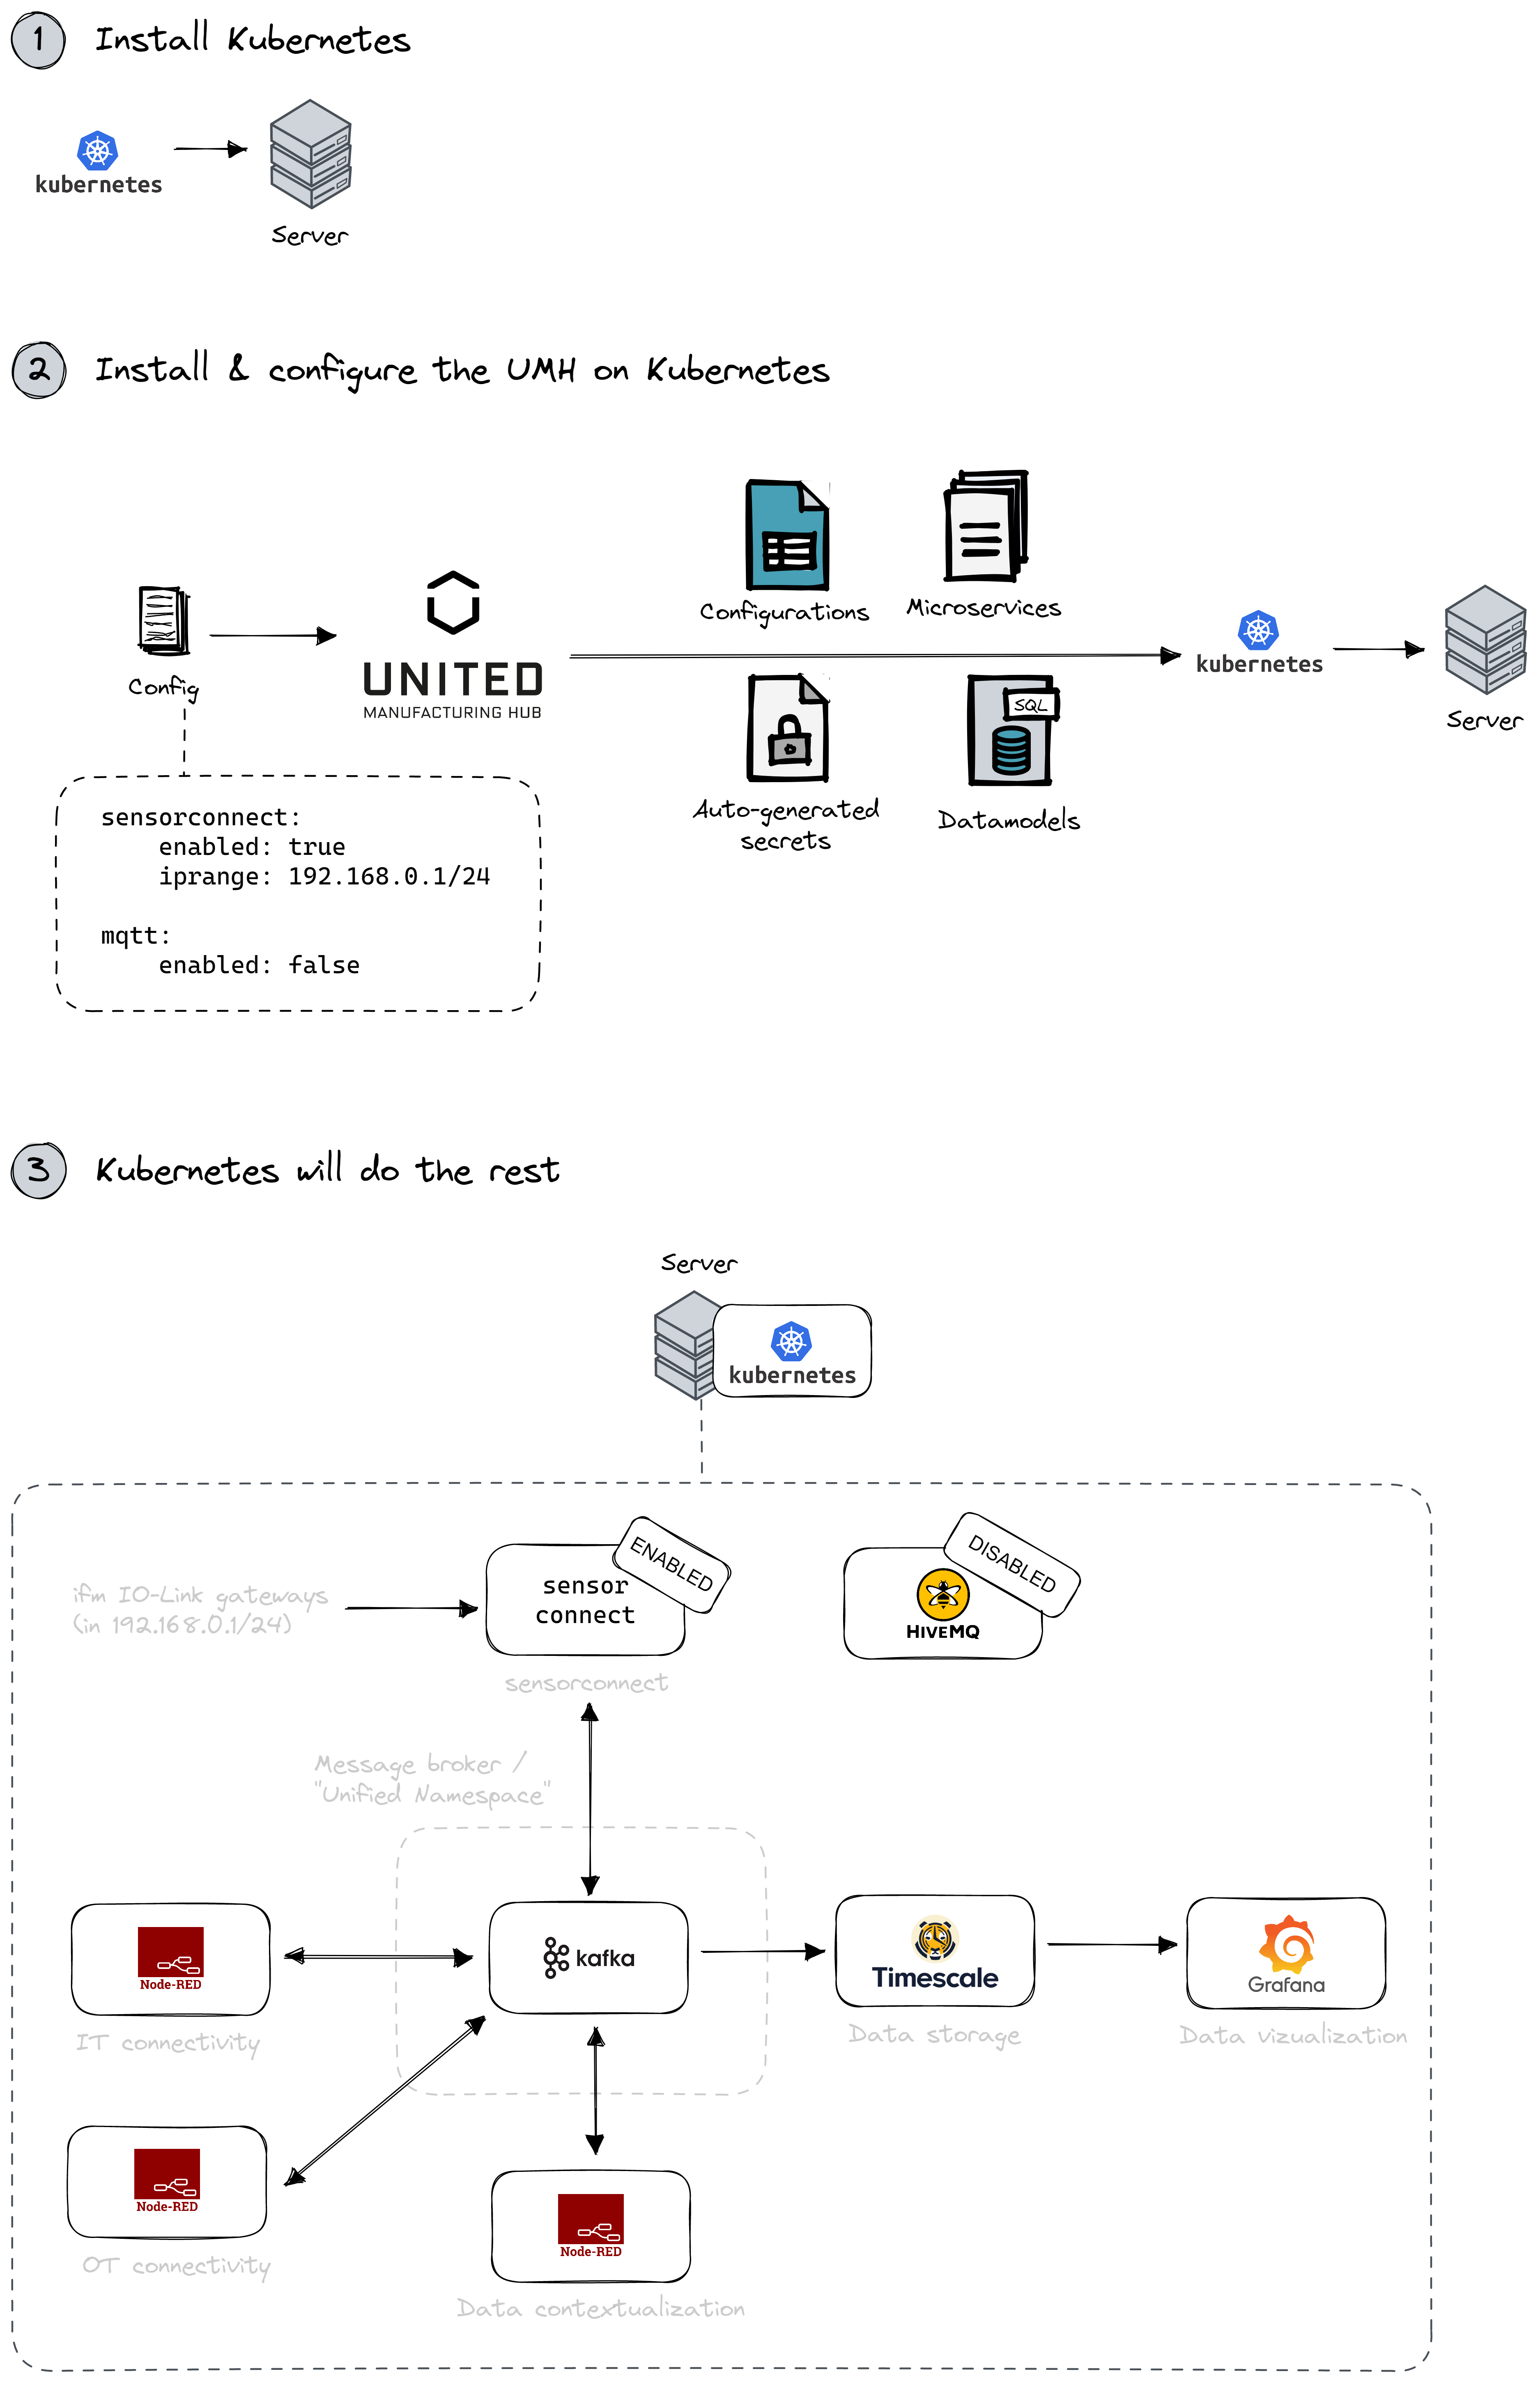 1 Install Kubernetes
kubernetes
Server
2 Install & configure the UMH on Kubernetes
Configurations
Microservices
Config
UNITED
MANUFACTURING HUB
kubernetes
Server
SQL
Auto-generated
secrets
Datamodels
sensorconnect:
    enabled: true
    iprange: 192.168.0.1/24
mqtt:
    enabled: false
3 Kubernetes will do the rest
Server
kubernetes
ifm IO-Link gateways
(in 192.168.0.1/24)
sensor
connect
ENABLED
sensorconnect
DISABLED
HIVEMQ
Message broker /
"Unified Namespace"
Node-RED
IT connectivity
kafka
Timescale
Data storage
Grafana
Data vizualization
Node-RED
OT connectivity
Node-RED
Data contextualization